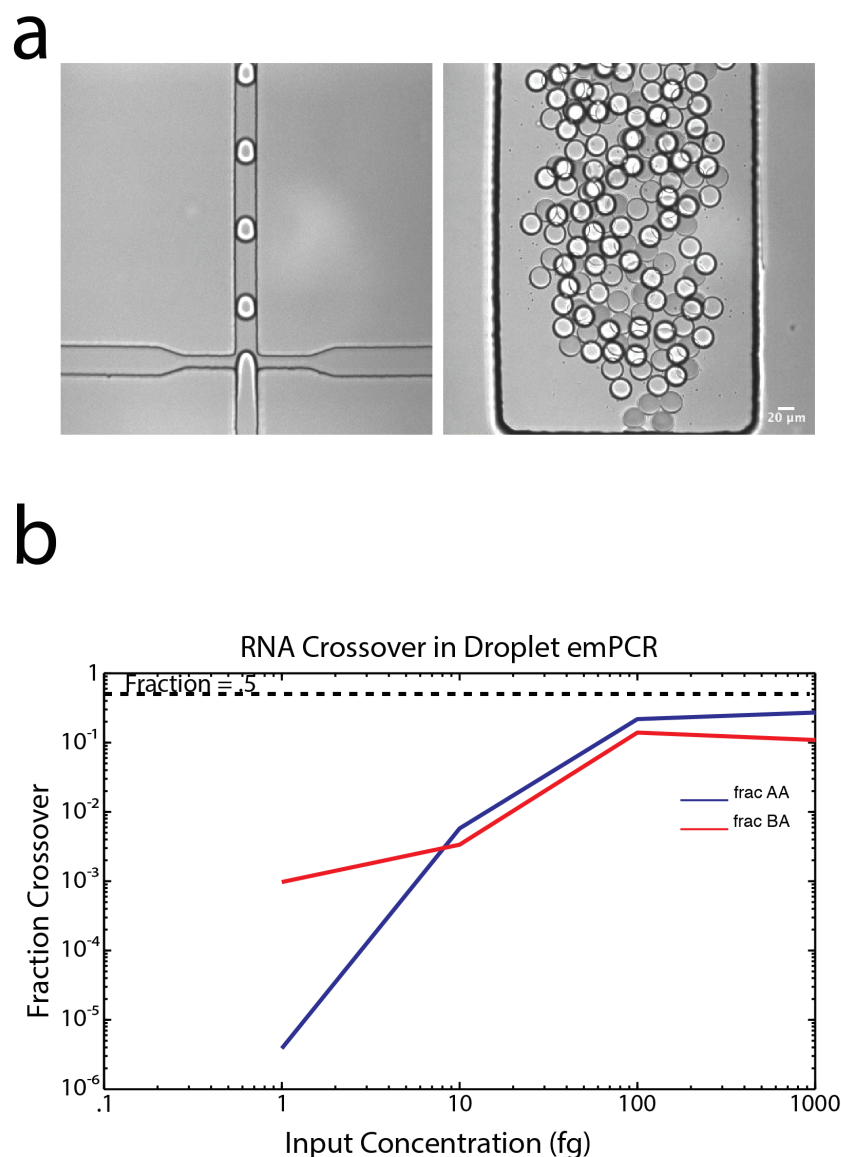 a
20 µm
b
RNA Crossover in Droplet emPCR
1
Fraction = .5
10-1
10-2
10-3
10-4
10-5
10-6
Fraction Crossover
frac AA
frac BA
.1
1
10
100
1000
Input Concentration (fg)